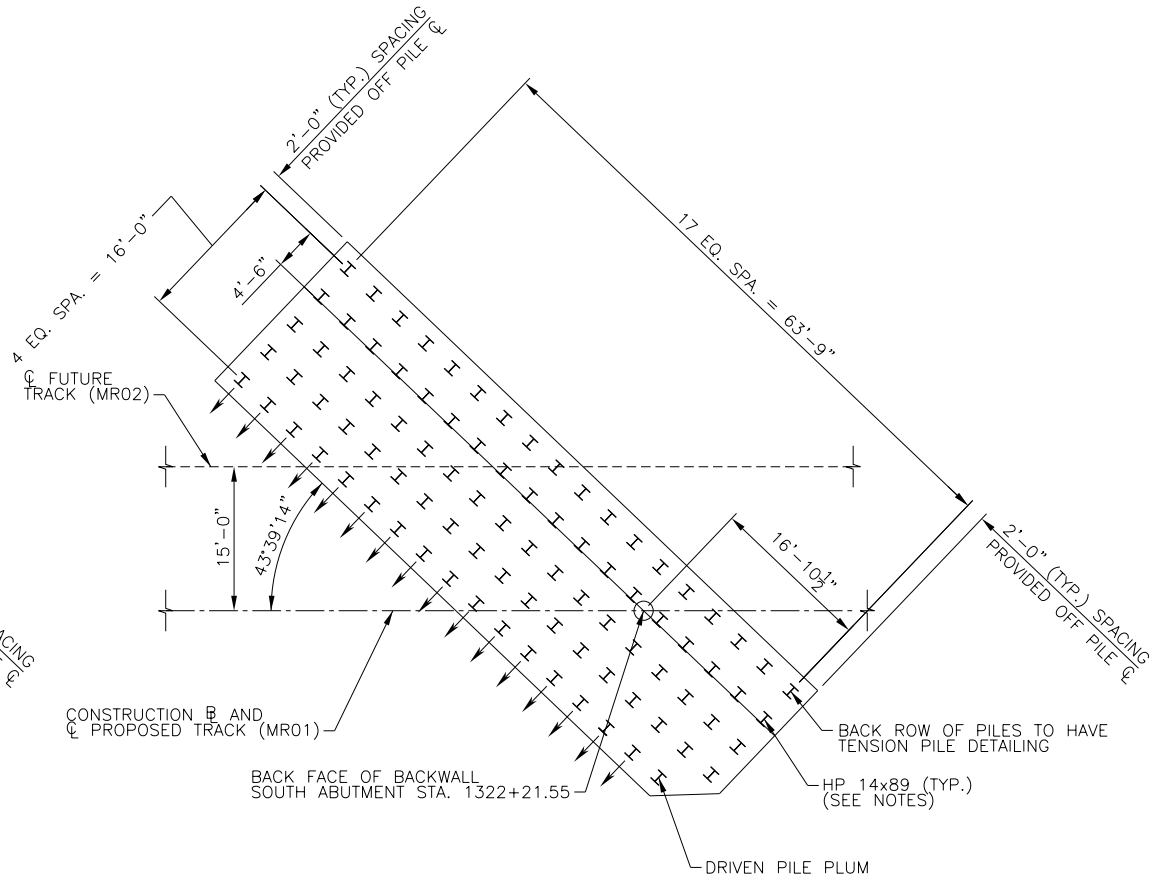 2'-0" (TYP.) SPACING
PROVIDED OFF PILE ℄
4 EQ. SPA. = 16'-0"
4'-6"
17 EQ. SPA. = 63'-9"
℄ FUTURE
TRACK (MR02)
15'-0"
43°39'14"
16'-10½"
2'-0" (TYP.) SPACING
PROVIDED OFF PILE ℄
ACING
℄
CONSTRUCTION BL AND
℄ PROPOSED TRACK (MR01)
BACK FACE OF BACKWALL
SOUTH ABUTMENT STA. 1322+21.55
BACK ROW OF PILES TO HAVE
TENSION PILE DETAILING
HP 14x89 (TYP.)
(SEE NOTES)
DRIVEN PILE PLUM